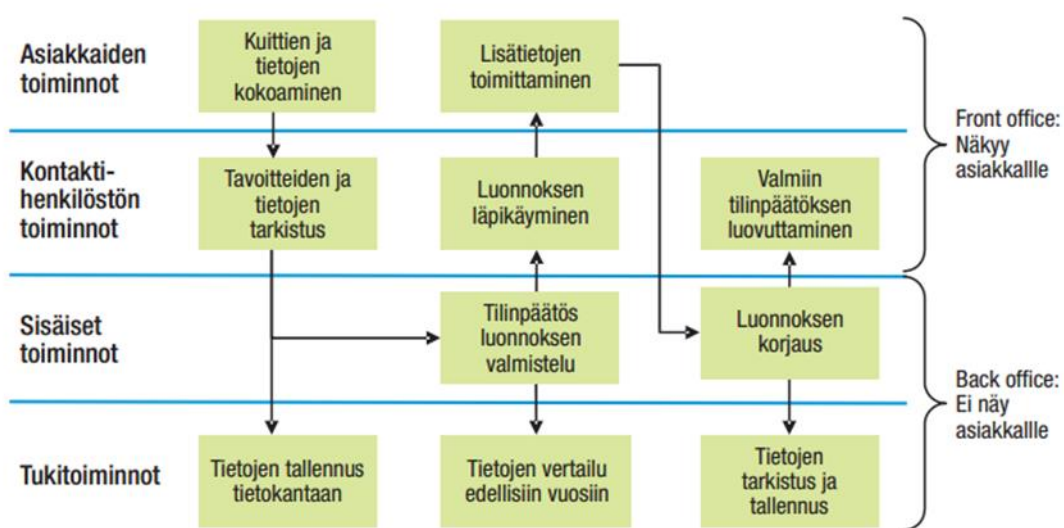 Asiakkaiden
toiminnot
Kuittien ja
tietojen
kokoaminen
Lisätietojen
toimittaminen
Kontakti-
henkilöstön
toiminnot
Tavoitteiden ja
tietojen
tarkistus
Luonnoksen
läpikäyminen
Valmiin
tilinpäätöksen
luovuttaminen
Front office:
Näkyy
asiakkallle
Sisäiset
toiminnot
Tilinpäätös
luonnoksen
valmistelu
Luonnoksen
korjaus
Back office:
Ei näy
asiakkallle
Tukitoiminnot
Tietojen tallennus
tietokantaan
Tietojen vertailu
edellisiin vuosiin
Tietojen
tarkistus ja
tallennus